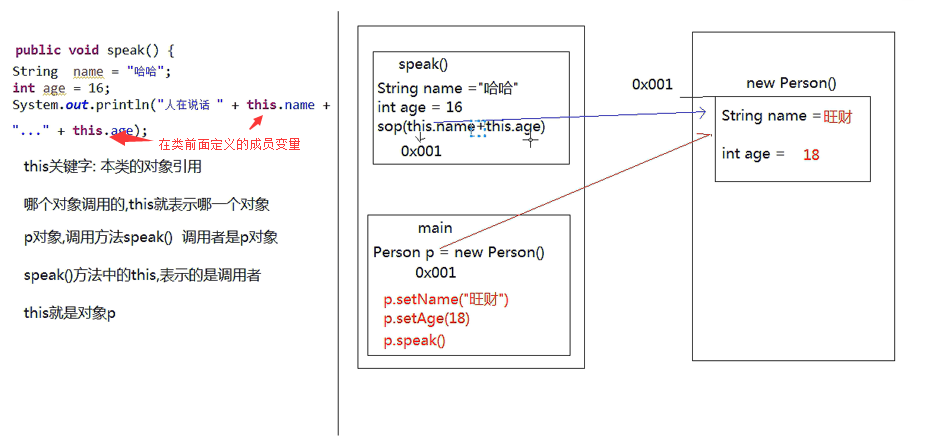 public void speak() {
String name = "哈哈";
int age = 16;
System.out.println("人在说话 " + this.name +
"..." + this.age);
在类前面定义的成员变量
this关键字: 本类的对象引用
哪个对象调用的,this就表示哪一个对象
p对象,调用方法speak() 调用者是p对象
speak()方法中的this,表示的是调用者
this就是对象p
speak()
String name ="哈哈"
int age = 16
sop(this.name+this.age)
0x001
main
Person p = new Person()
0x001
p.setName("旺财")
p.setAge(18)
p.speak()
0x001
new Person()
String name =旺财
int age = 18